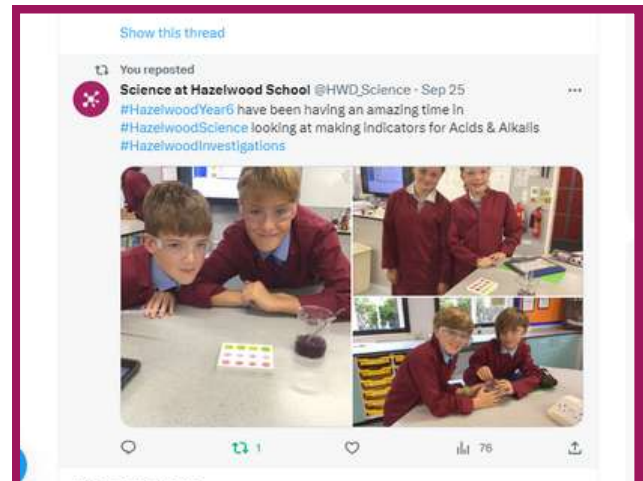 Show this thread
You reposted
Science at Hazelwood School @HWD_Science · Sep 25
#HazelwoodYear6 have been having an amazing time in
#HazelwoodScience looking at making indicators for Acids & Alkalis
#HazelwoodInvestigations
1
76